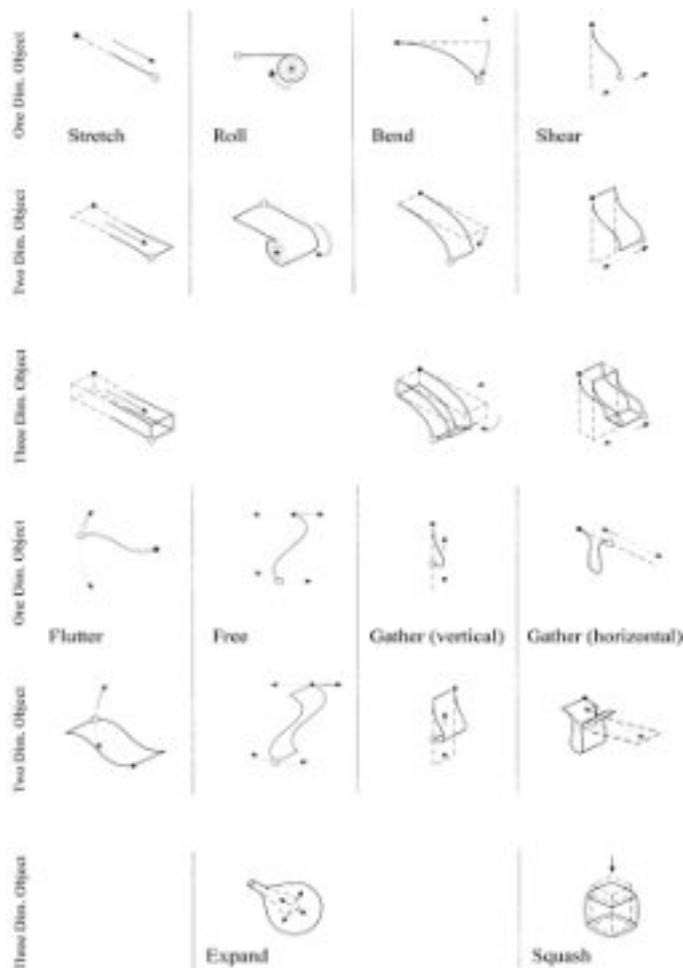 One Dim. Object
Stretch
Roll
Bend
Shear
Two Dim. Object
Three Dim. Object
One Dim. Object
Flutter
Free
Gather (vertical)
Gather (horizontal)
Two Dim. Object
Three Dim. Object
Expand
Squash